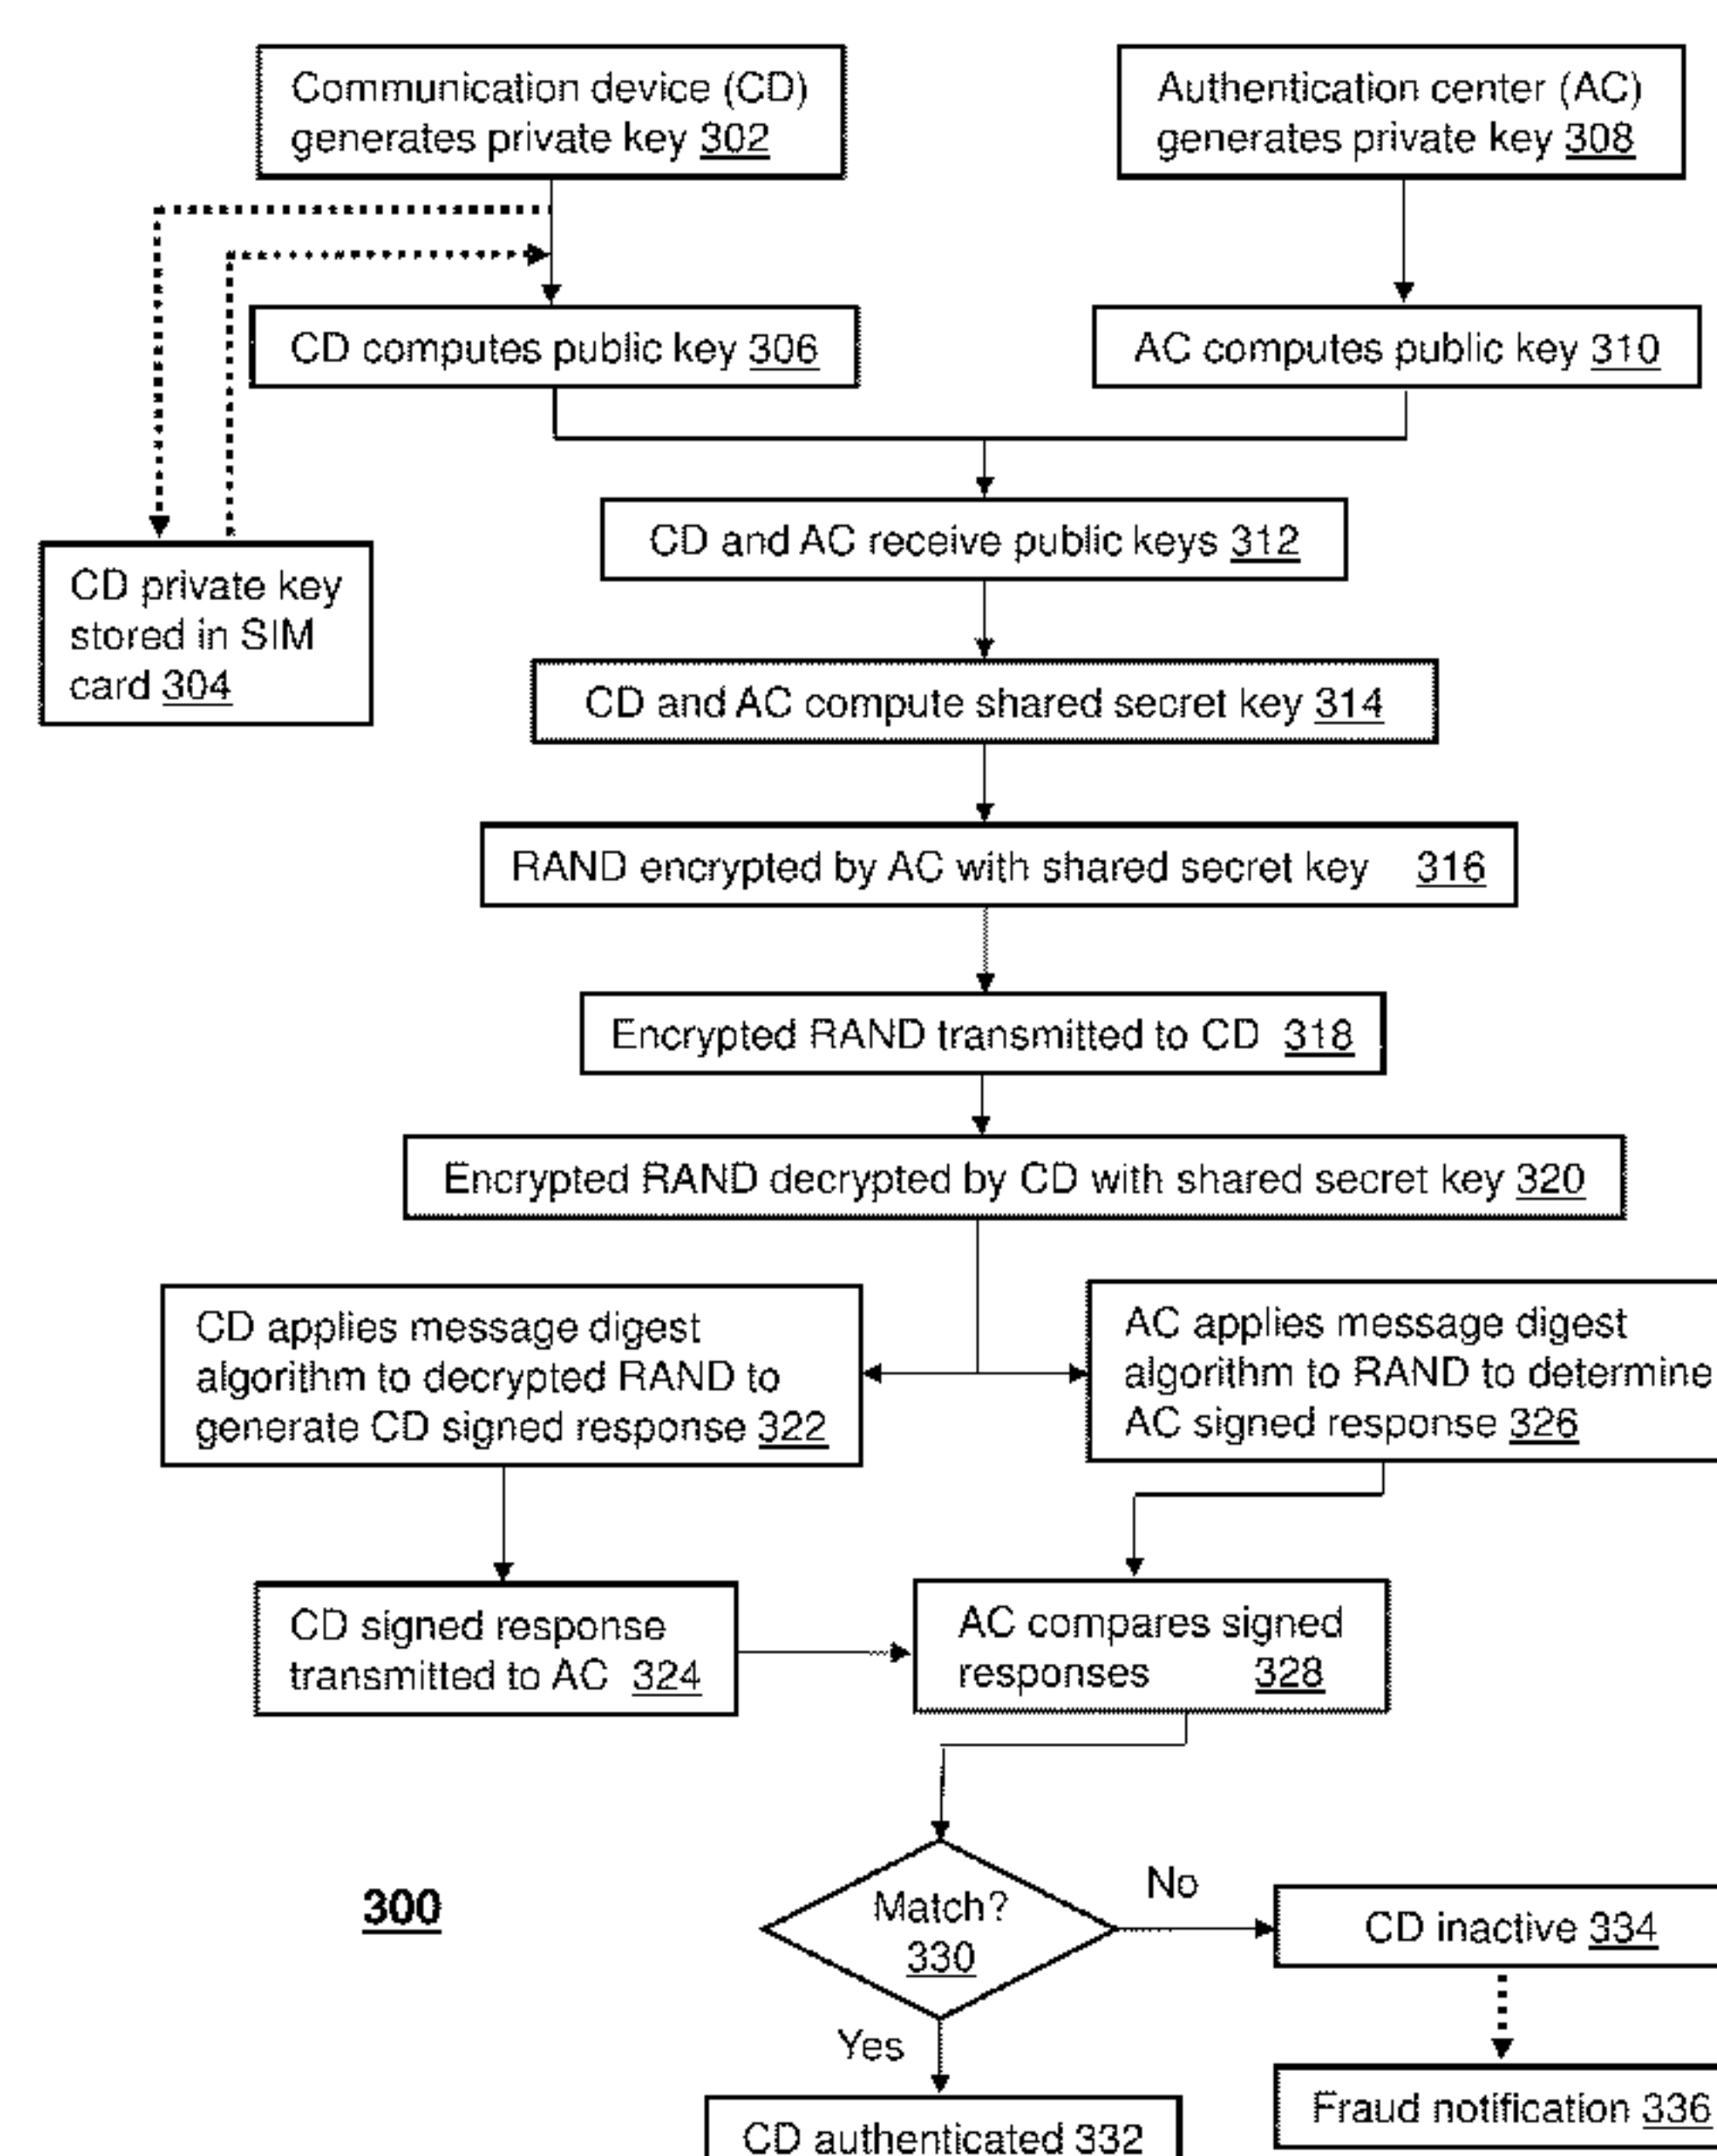 Communication device (CD)
generates private key 302
Authentication center (AC)
generates private key 308
CD computes public key 306
AC computes public key 310
CD and AC receive public keys 312
CD private key
stored in SIM
card 304
CD and AC compute shared secret key 314
RAND encrypted by AC with shared secret key 316
Encrypted RAND transmitted to CD 318
Encrypted RAND decrypted by CD with shared secret key 320
CD applies message digest
algorithm to decrypted RAND to
generate CD signed response 322
AC applies message digest
algorithm to RAND to determine
AC signed response 326
CD signed response
transmitted to AC 324
AC compares signed
responses 328
300
Match?
330
No
CD inactive 334
Yes
Fraud notification 336
CD authenticated 332